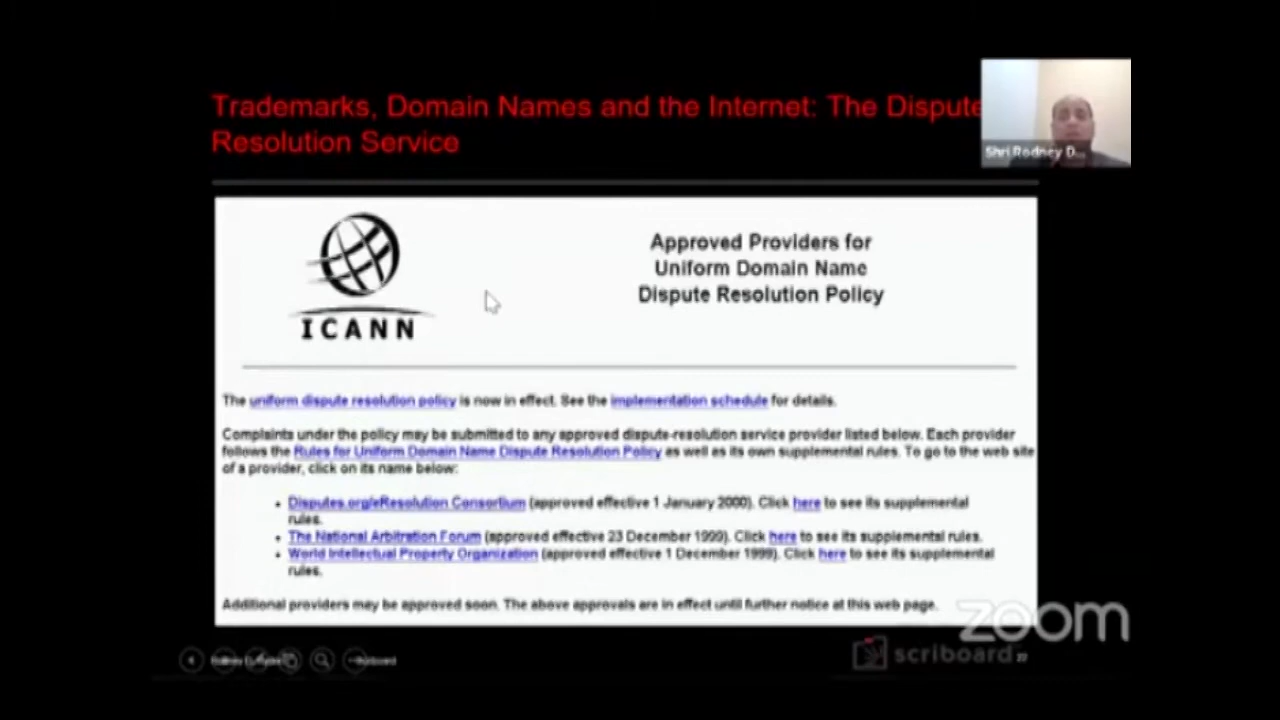 Trademarks, Domain Names and the Internet: The Dispute
Resolution Service
Shri Rodney D...
ICANN
Approved Providers for
Uniform Domain Name
Dispute Resolution Policy
The uniform dispute resolution policy is now in effect. See the implementation schedule for details.
Complaints under the policy may be submitted to any approved dispute-resolution service provider listed below. Each provider
follows the Rules for Uniform Domain Name Dispute Resolution Policy as well as its own supplemental rules. To go to the web site
of a provider, click on its name below:
• Disputes.org/eResolution Consortium (approved effective 1 January 2000). Click here to see its supplemental
rules.
• The National Arbitration Forum (approved effective 23 December 1999). Click here to see its supplemental rules.
• World Intellectual Property Organization (approved effective 1 December 1999). Click here to see its supplemental
rules.
Additional providers may be approved soon. The above approvals are in effect until further notice at this web page.
zoom
scriboard